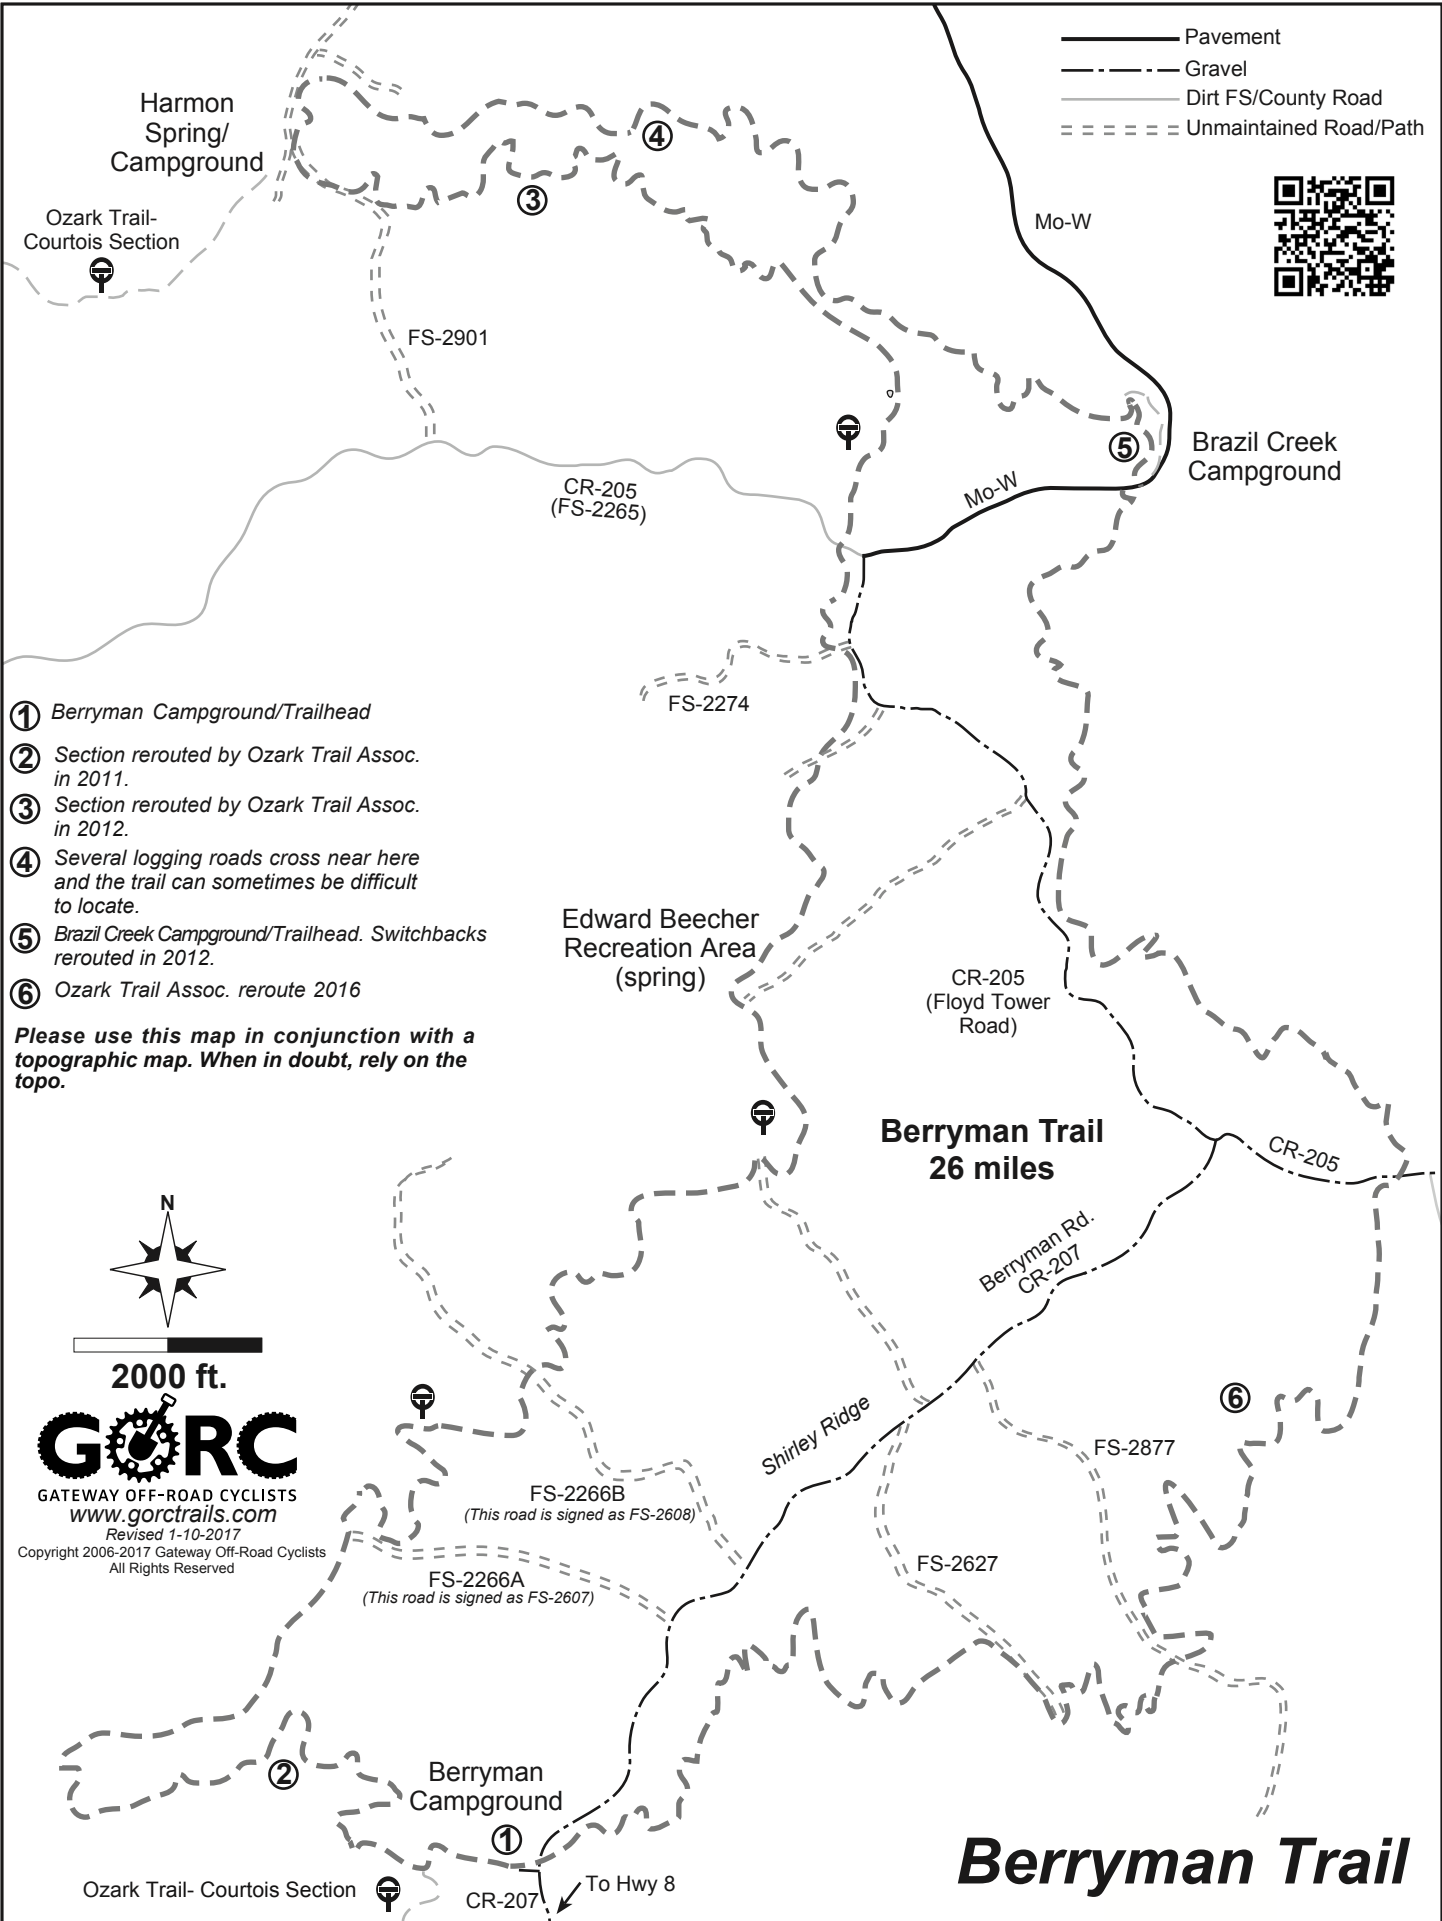 Pavement
Gravel
Dirt FS/County Road
Unmaintained Road/Path
Harmon
Spring/
Campground
4
3
Ozark Trail-
Courtois Section
Mo-W
FS-2901
5
Brazil Creek
Campground
CR-205
(FS-2265)
Mo-W
FS-2274
1 Berryman Campground/Trailhead
2 Section rerouted by Ozark Trail Assoc.
in 2011.
3 Section rerouted by Ozark Trail Assoc.
in 2012.
4 Several logging roads cross near here
and the trail can sometimes be difficult
to locate.
5 Brazil Creek Campground/Trailhead. Switchbacks
rerouted in 2012.
6 Ozark Trail Assoc. reroute 2016
Please use this map in conjunction with a
topographic map. When in doubt, rely on the
topo.
Edward Beecher
Recreation Area
(spring)
CR-205
(Floyd Tower
Road)
Berryman Trail
26 miles
CR-205
Berryman Rd.
CR-207
N
2000 ft.
GORC
GATEWAY OFF-ROAD CYCLISTS
www.gorctrails.com
Revised 1-10-2017
Copyright 2006-2017 Gateway Off-Road Cyclists
All Rights Reserved
Shirley Ridge
6
FS-2877
FS-2266B
(This road is signed as FS-2608)
FS-2627
FS-2266A
(This road is signed as FS-2607)
2
Berryman
Campground
1
Ozark Trail- Courtois Section
CR-207
To Hwy 8
Berryman Trail